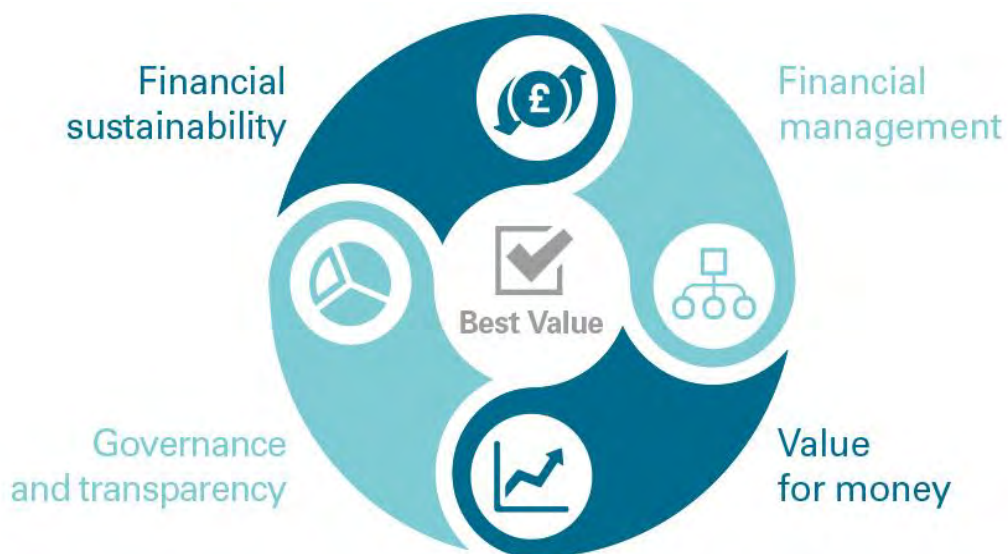 Financial
sustainability
Financial
management
£
Best Value
Governance
and transparency
Value
for money